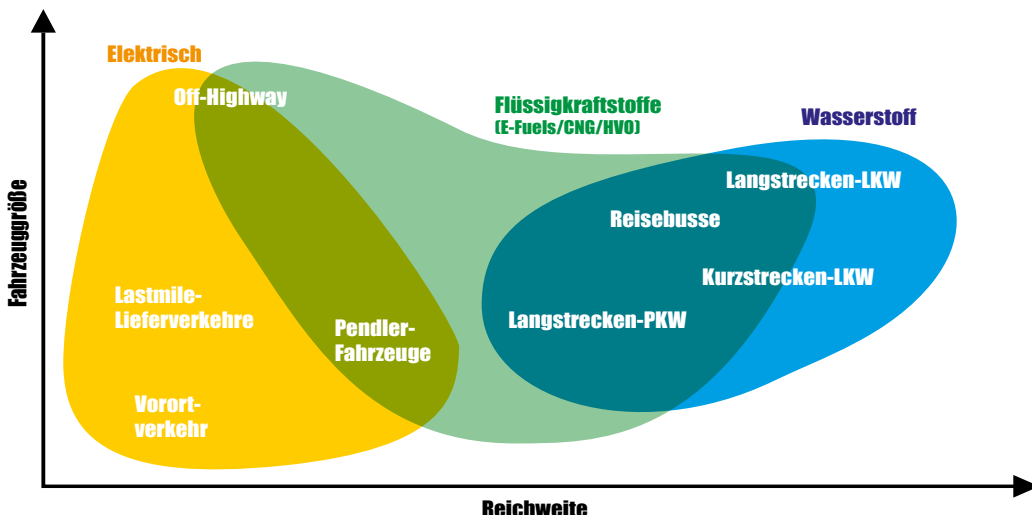 Elektrisch
Off-Highway
Flüssigkraftstoffe
(E-Fuels/CNG/HVO)
Wasserstoff
Langstrecken-LKW
Reisebusse
Kurzstrecken-LKW
Lastmile-
Lieferverkehre
Langstrecken-PKW
Pendler-
Fahrzeuge
Vorort-
verkehr
Fahrzeuggröße
Reichweite